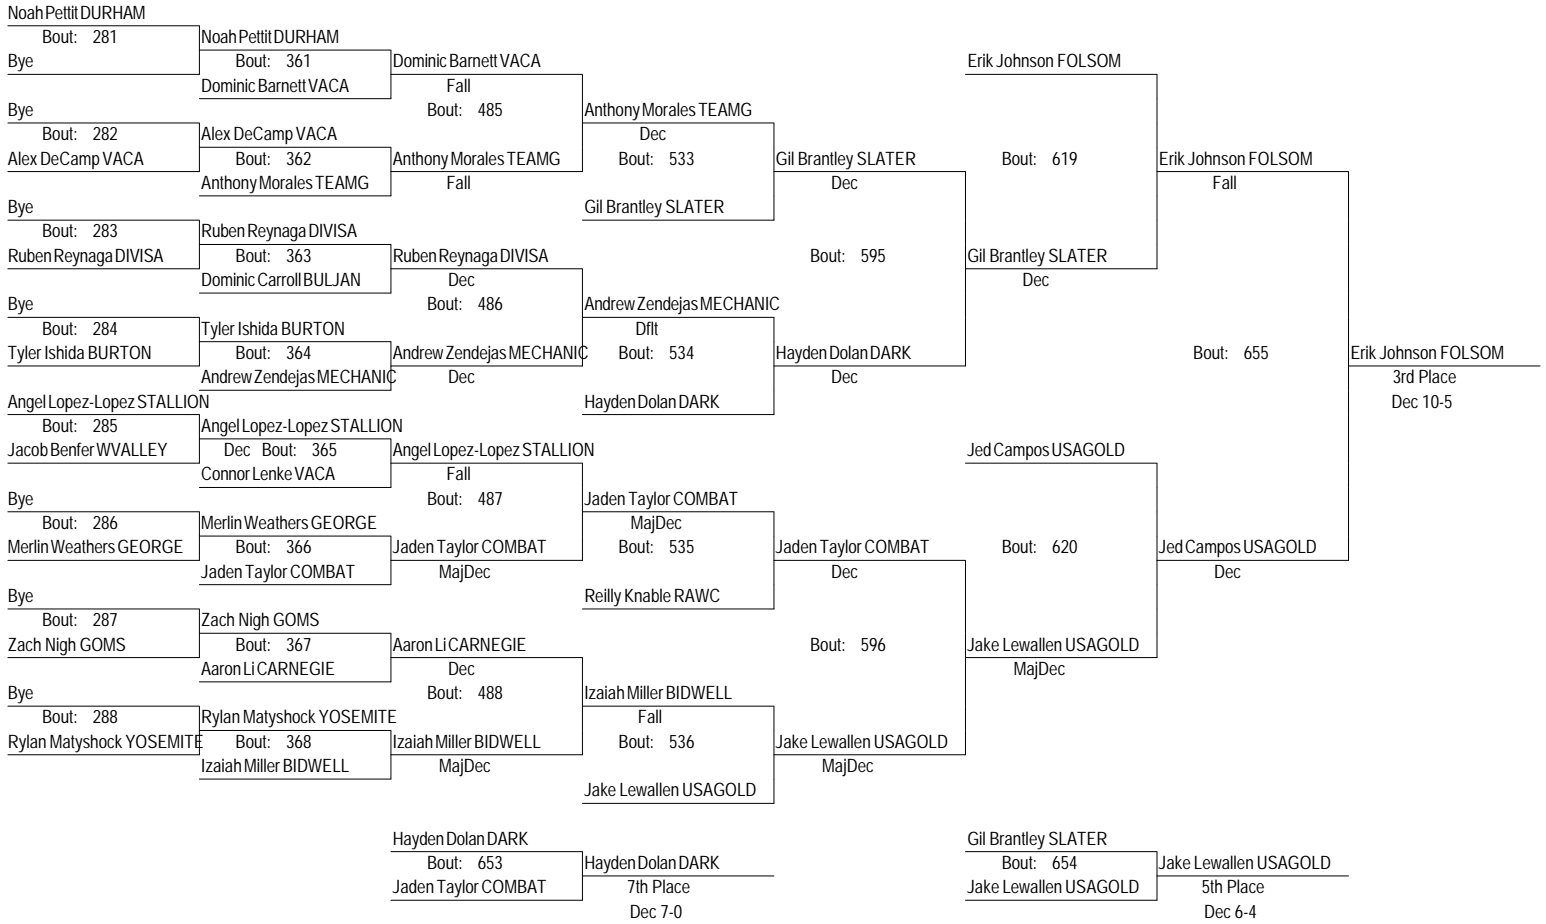 Noah Pettit DURHAM
Bout: 281 Noah Pettit DURHAM
Bye Bout: 361 Dominic Barnett VACA Erik Johnson FOLSOM
Dominic Barnett VACA Fall
Bye Bout: 485 Anthony Morales TEAMG
Bout: 282 Alex DeCamp VACA Dec
Alex DeCamp VACA Bout: 362 Anthony Morales TEAMG Bout: 533 Gil Brantley SLATER Bout: 619 Erik Johnson FOLSOM
Anthony Morales TEAMG Fall Dec Fall
Bye Gil Brantley SLATER
Bout: 283 Ruben Reynaga DIVISA
Ruben Reynaga DIVISA Bout: 363 Ruben Reynaga DIVISA Bout: 595 Gil Brantley SLATER
Dominic Carroll BULJAN Dec Dec
Bye Bout: 486 Andrew Zendejas MECHANIC
Bout: 284 Tyler Ishida BURTON Dflt
Tyler Ishida BURTON Bout: 364 Andrew Zendejas MECHANIC Bout: 534 Hayden Dolan DARK Bout: 655 Erik Johnson FOLSOM
Andrew Zendejas MECHANIC Dec Dec 3rd Place
Angel Lopez-Lopez STALLION Hayden Dolan DARK Dec 10-5
Bout: 285 Angel Lopez-Lopez STALLION
Jacob Benfer WVALLEY Dec Bout: 365 Angel Lopez-Lopez STALLION Jed Campos USAGOLD
Connor Lenke VACA Fall
Bye Bout: 487 Jaden Taylor COMBAT
Bout: 286 Merlin Weathers GEORGE MajDec
Merlin Weathers GEORGE Bout: 366 Jaden Taylor COMBAT Bout: 535 Jaden Taylor COMBAT Bout: 620 Jed Campos USAGOLD
Jaden Taylor COMBAT MajDec Dec Dec
Bye Reilly Knable RAWC
Bout: 287 Zach Nigh GOMS
Zach Nigh GOMS Bout: 367 Aaron Li CARNEGIE Bout: 596 Jake Lewallen USAGOLD
Aaron Li CARNEGIE Dec MajDec
Bye Bout: 488 Izaiah Miller BIDWELL
Bout: 288 Rylan Matyshock YOSEMITE Fall
Rylan Matyshock YOSEMITE Bout: 368 Izaiah Miller BIDWELL Bout: 536 Jake Lewallen USAGOLD
Izaiah Miller BIDWELL MajDec MajDec
Jake Lewallen USAGOLD
Hayden Dolan DARK Gil Brantley SLATER
Bout: 653 Hayden Dolan DARK Bout: 654 Jake Lewallen USAGOLD
Jaden Taylor COMBAT 7th Place Jake Lewallen USAGOLD 5th Place
Dec 7-0 Dec 6-4